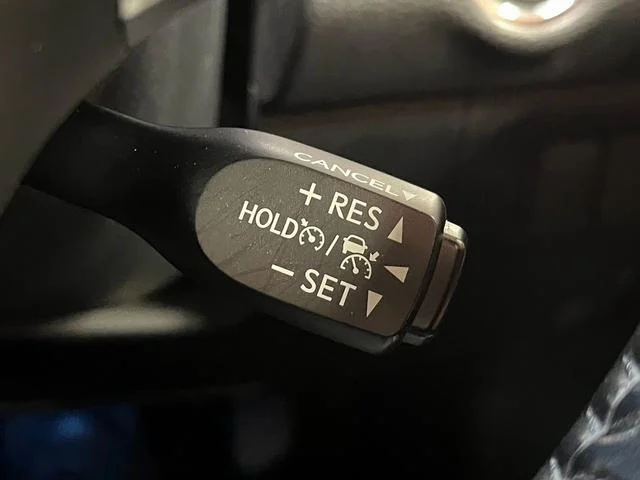 CANCEL
+ RES
HOLD /
- SET